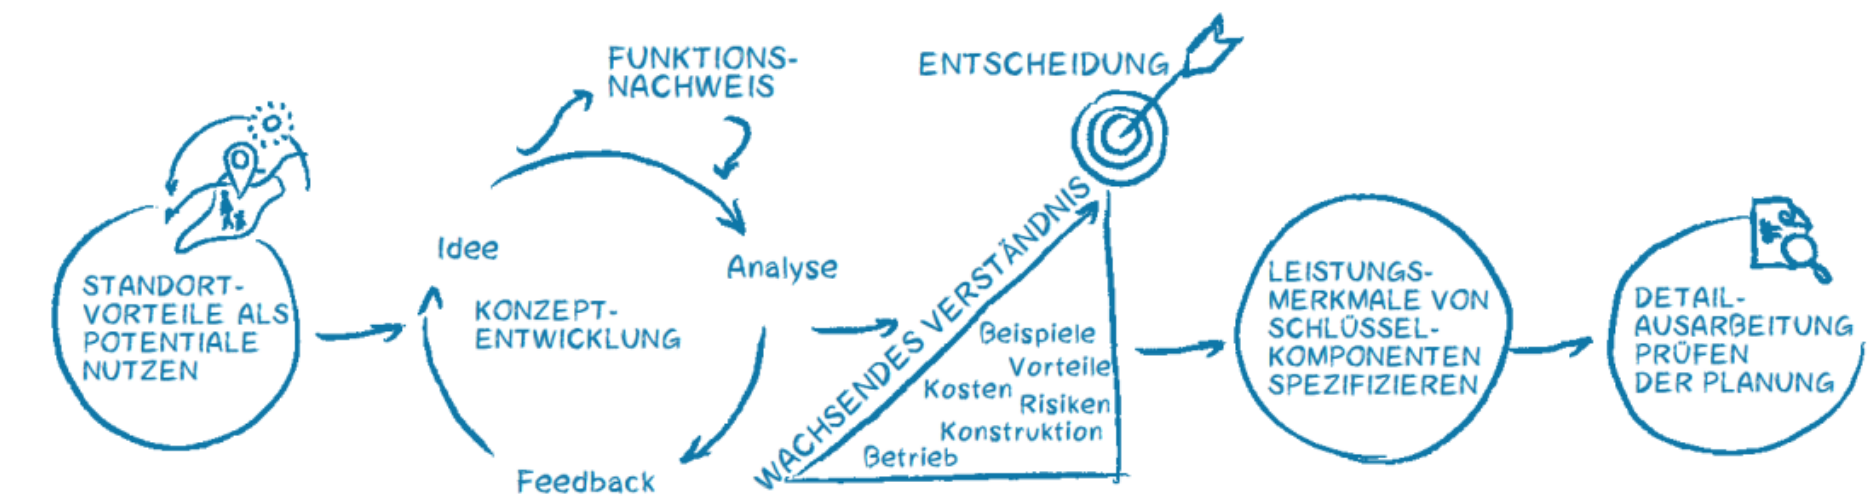 STANDORT-
VORTEILE ALS
POTENTIALE
NUTZEN
FUNKTIONS-
NACHWEIS
Idee
Analyse
KONZEPT-
ENTWICKLUNG
Feedback
ENTSCHEIDUNG
WACHSENDES VERSTÄNDNIS
Beispiele
Vorteile
Kosten
Risiken
Konstruktion
Betrieb
LEISTUNGS-
MERKMALE VON
SCHLÜSSEL-
KOMPONENTEN
SPEZIFIZIEREN
DETAIL-
AUSARBEITUNG
PRÜFEN
DER PLANUNG